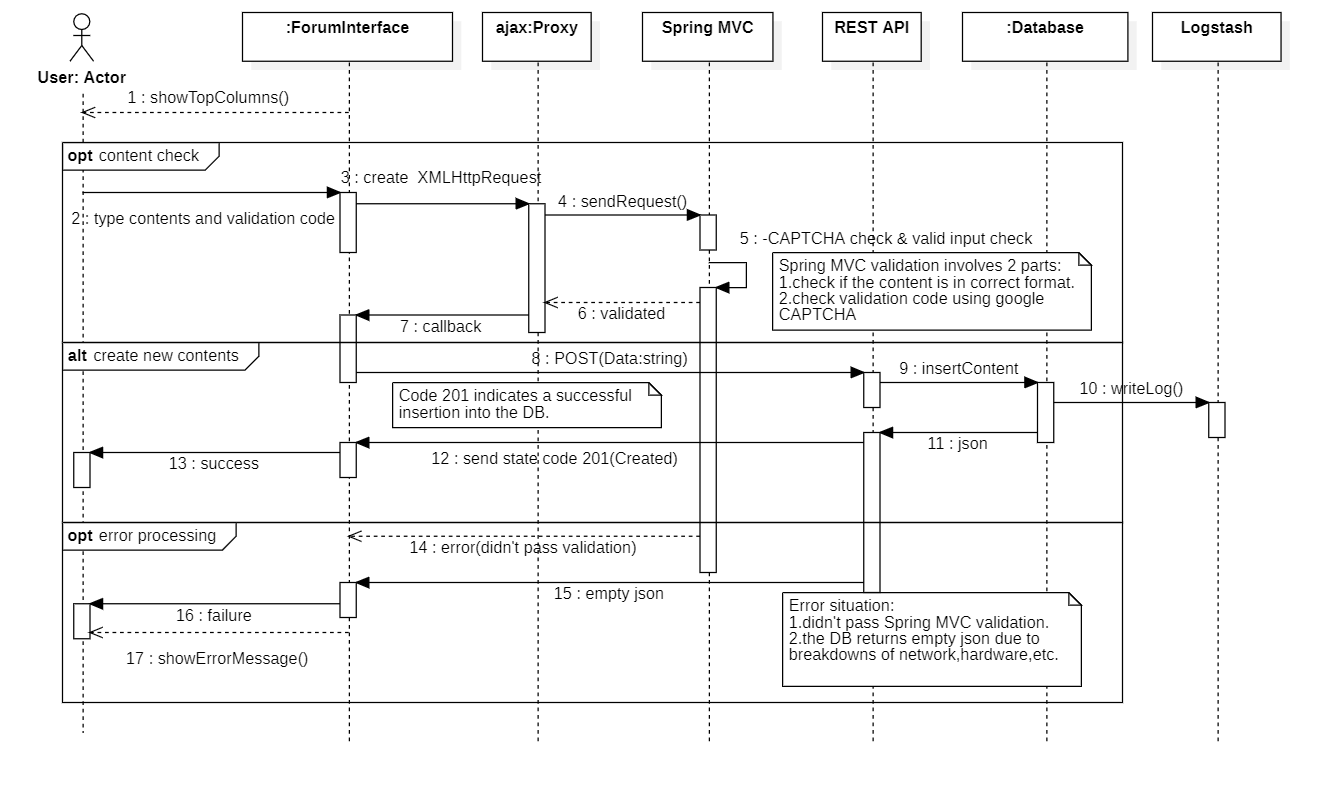 :ForumInterface
ajax:Proxy
Spring MVC
REST API
:Database
Logstash
User: Actor
1 : showTopColumns()
opt content check
3 : create  XMLHttpRequest
4 : sendRequest()
2 : type contents and validation code
5 : -CAPTCHA check & valid input check
Spring MVC validation involves 2 parts:
1.check if the content is in correct format.
2.check validation code using google
CAPTCHA
6 : validated
7 : callback
alt create new contents
8 : POST(Data:string)
9 : insertContent
10 : writeLog()
Code 201 indicates a successful
insertion into the DB.
11 : json
12 : send state code 201(Created)
13 : success
opt error processing
14 : error(didn't pass validation)
15 : empty json
16 : failure
Error situation:
1.didn't pass Spring MVC validation.
2.the DB returns empty json due to
breakdowns of network,hardware,etc.
17 : showErrorMessage()